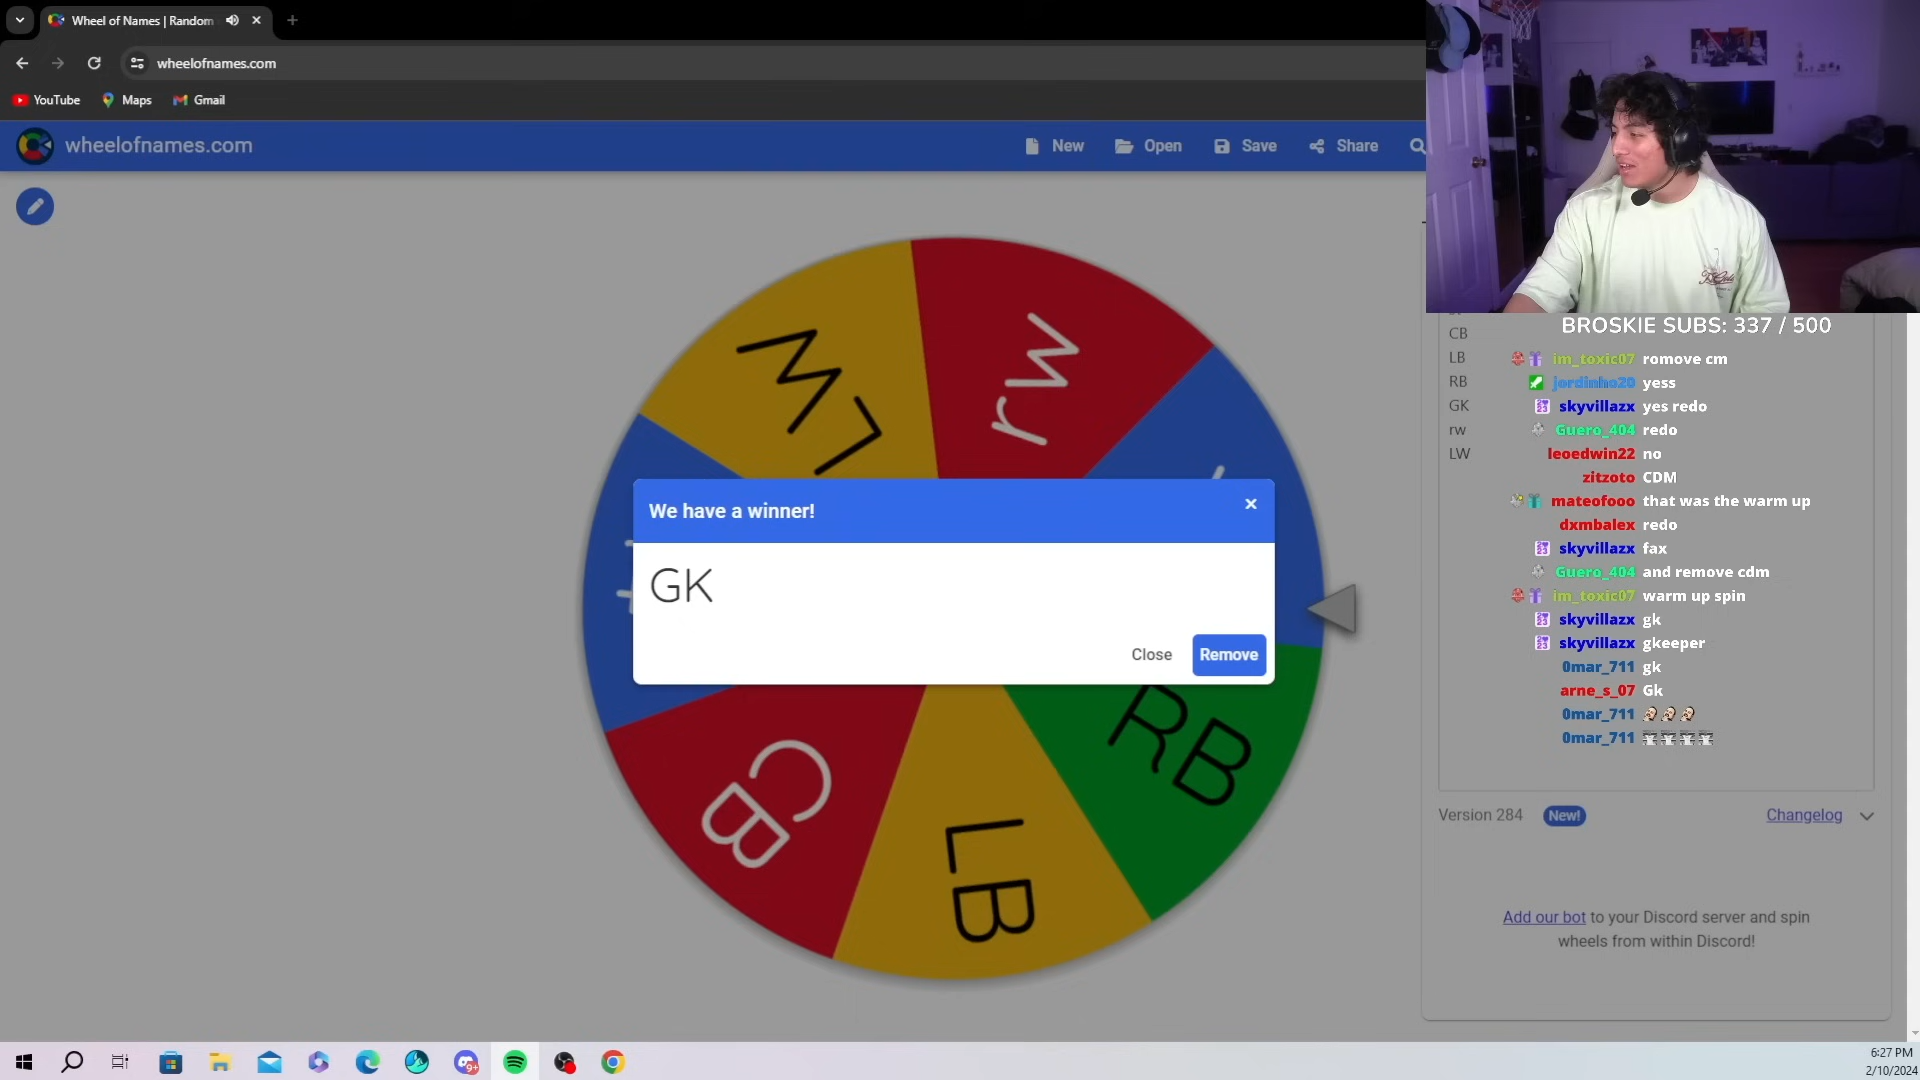 Wheel of Names | Random
wheelofnames.com
YouTube
Maps
Gmail
wheelofnames.com
New
Open
Save
Share
rw
LW
CB
LB
RB
We have a winner!
GK
Close
Remove
BROSKIE SUBS: 337 / 500
CB
LB
RB
GK
rw
LW
im_toxic07 romove cm
jordinho20 yess
skyvillazx yes redo
Guero_404 redo
leoedwin22 no
zitzoto CDM
mateofooo that was the warm up
dxmbalex redo
skyvillazx fax
Guero_404 and remove cdm
im_toxic07 warm up spin
skyvillazx gk
skyvillazx gkeeper
0mar_711 gk
arne_s_07 Gk
0mar_711
0mar_711
Version 284
New!
Changelog
Add our bot to your Discord server and spin
wheels from within Discord!
9+
6:27 PM
2/10/2024